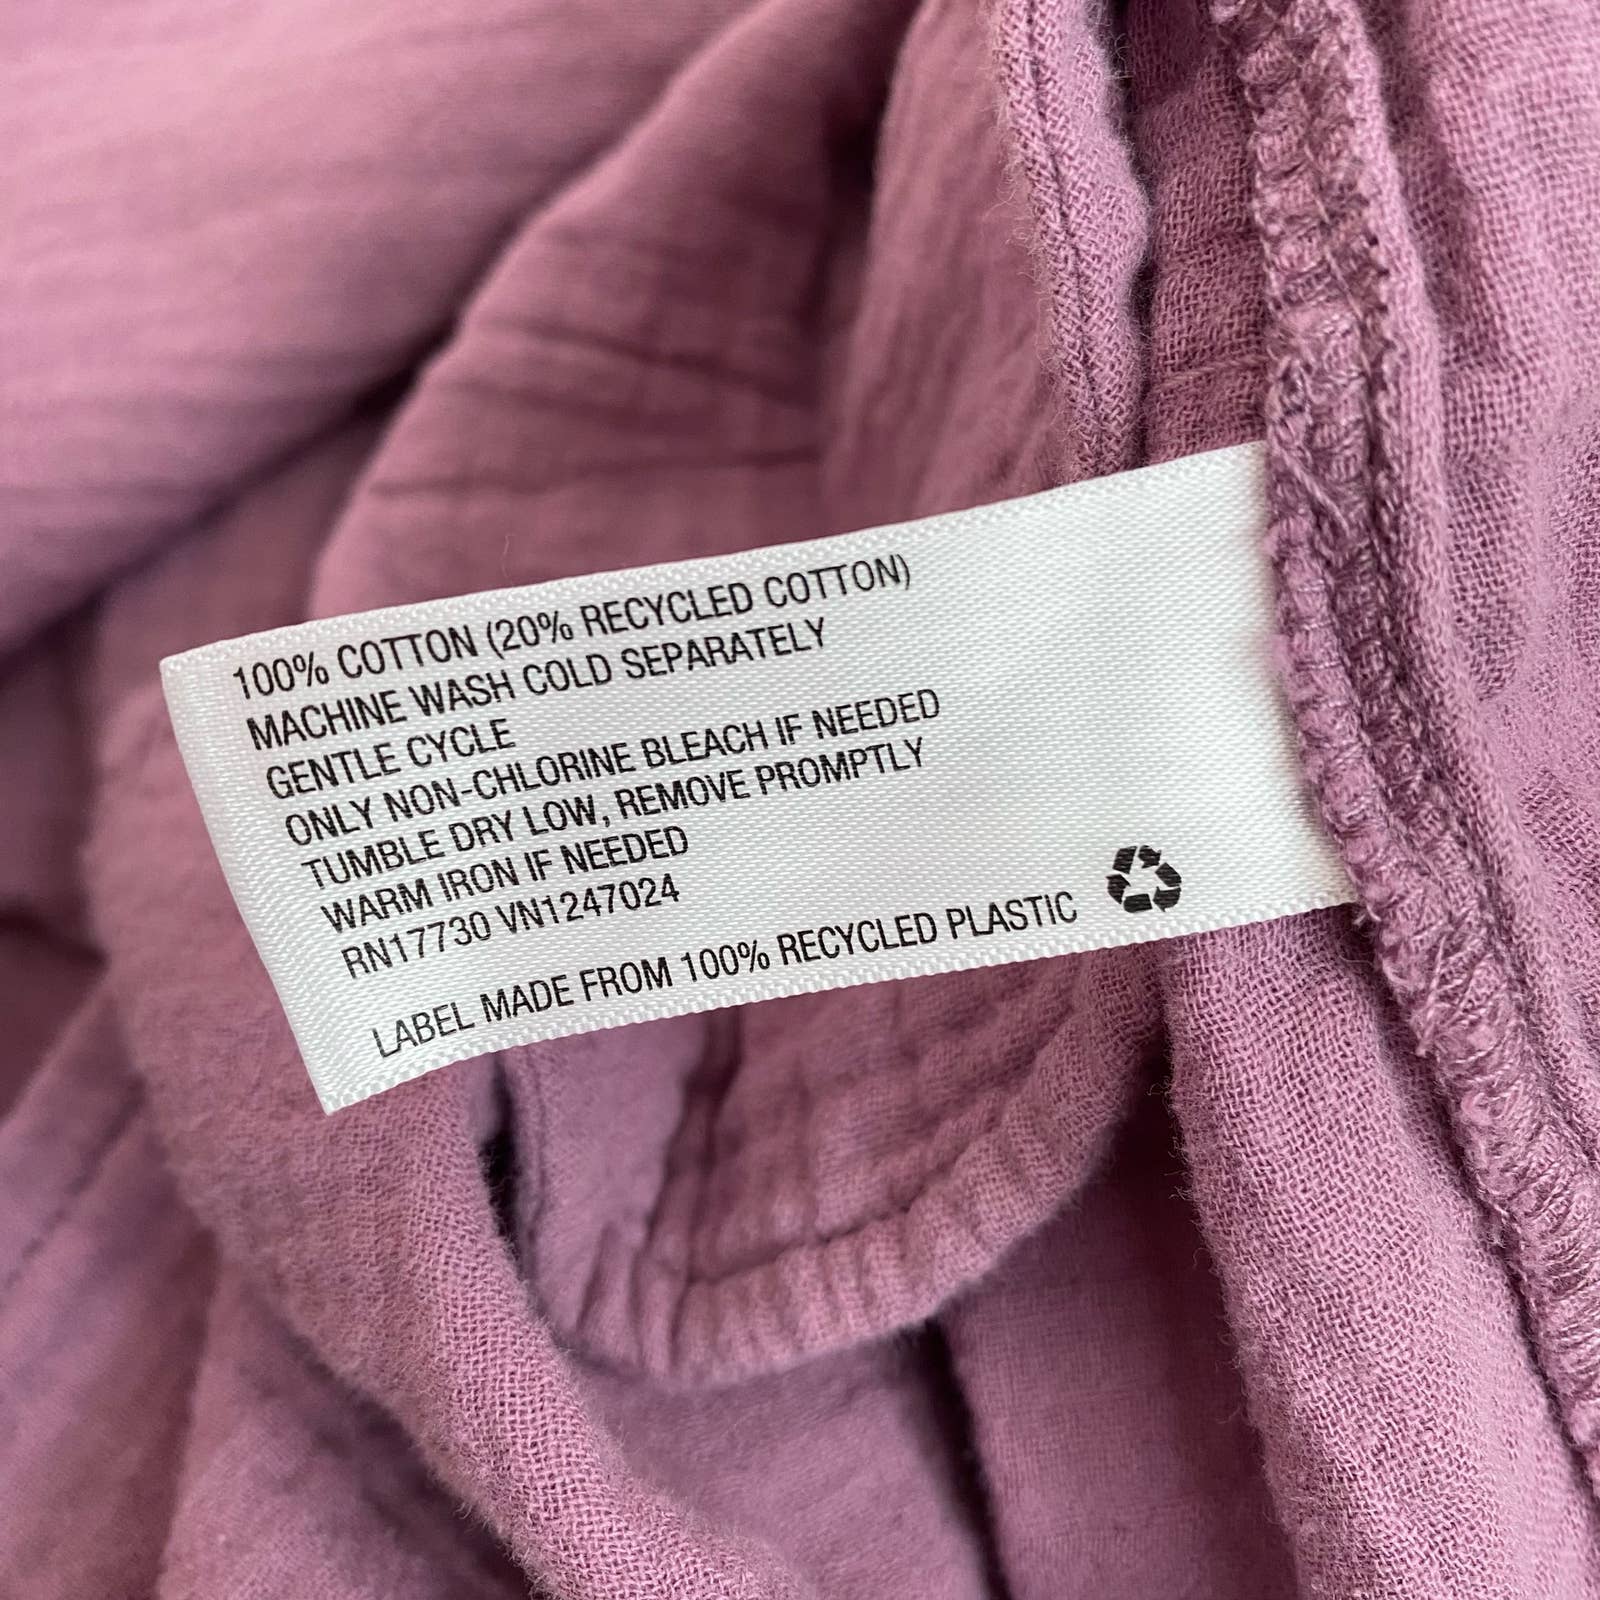 100% COTTON (20% RECYCLED COTTON)
MACHINE WASH COLD SEPARATELY
GENTLE CYCLE
ONLY NON-CHLORINE BLEACH IF NEEDED
TUMBLE DRY LOW, REMOVE PROMPTLY
WARM IRON IF NEEDED
RN17730 VN1247024
LABEL MADE FROM 100% RECYCLED PLASTIC